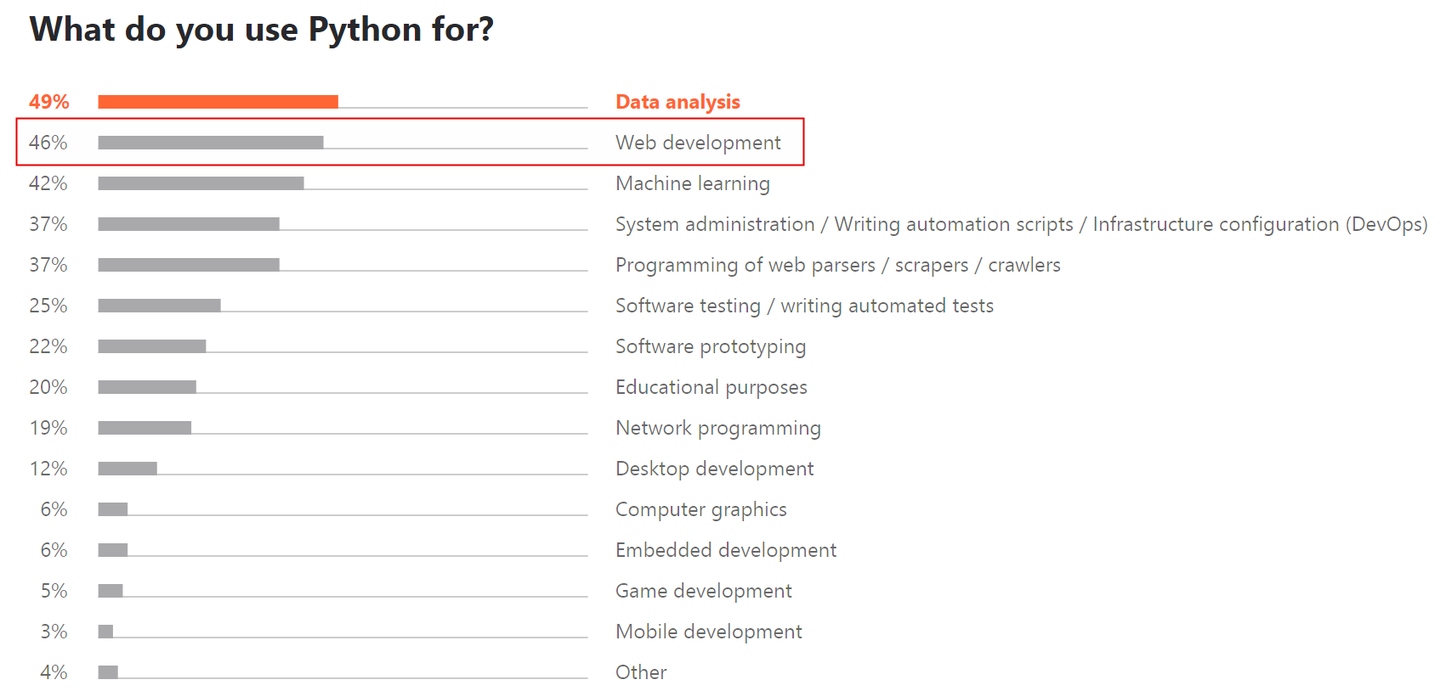 What do you use Python for?
49% Data analysis
46% Web development
42% Machine learning
37% System administration / Writing automation scripts / Infrastructure configuration (DevOps)
37% Programming of web parsers / scrapers / crawlers
25% Software testing / writing automated tests
22% Software prototyping
20% Educational purposes
19% Network programming
12% Desktop development
6% Computer graphics
6% Embedded development
5% Game development
3% Mobile development
4% Other